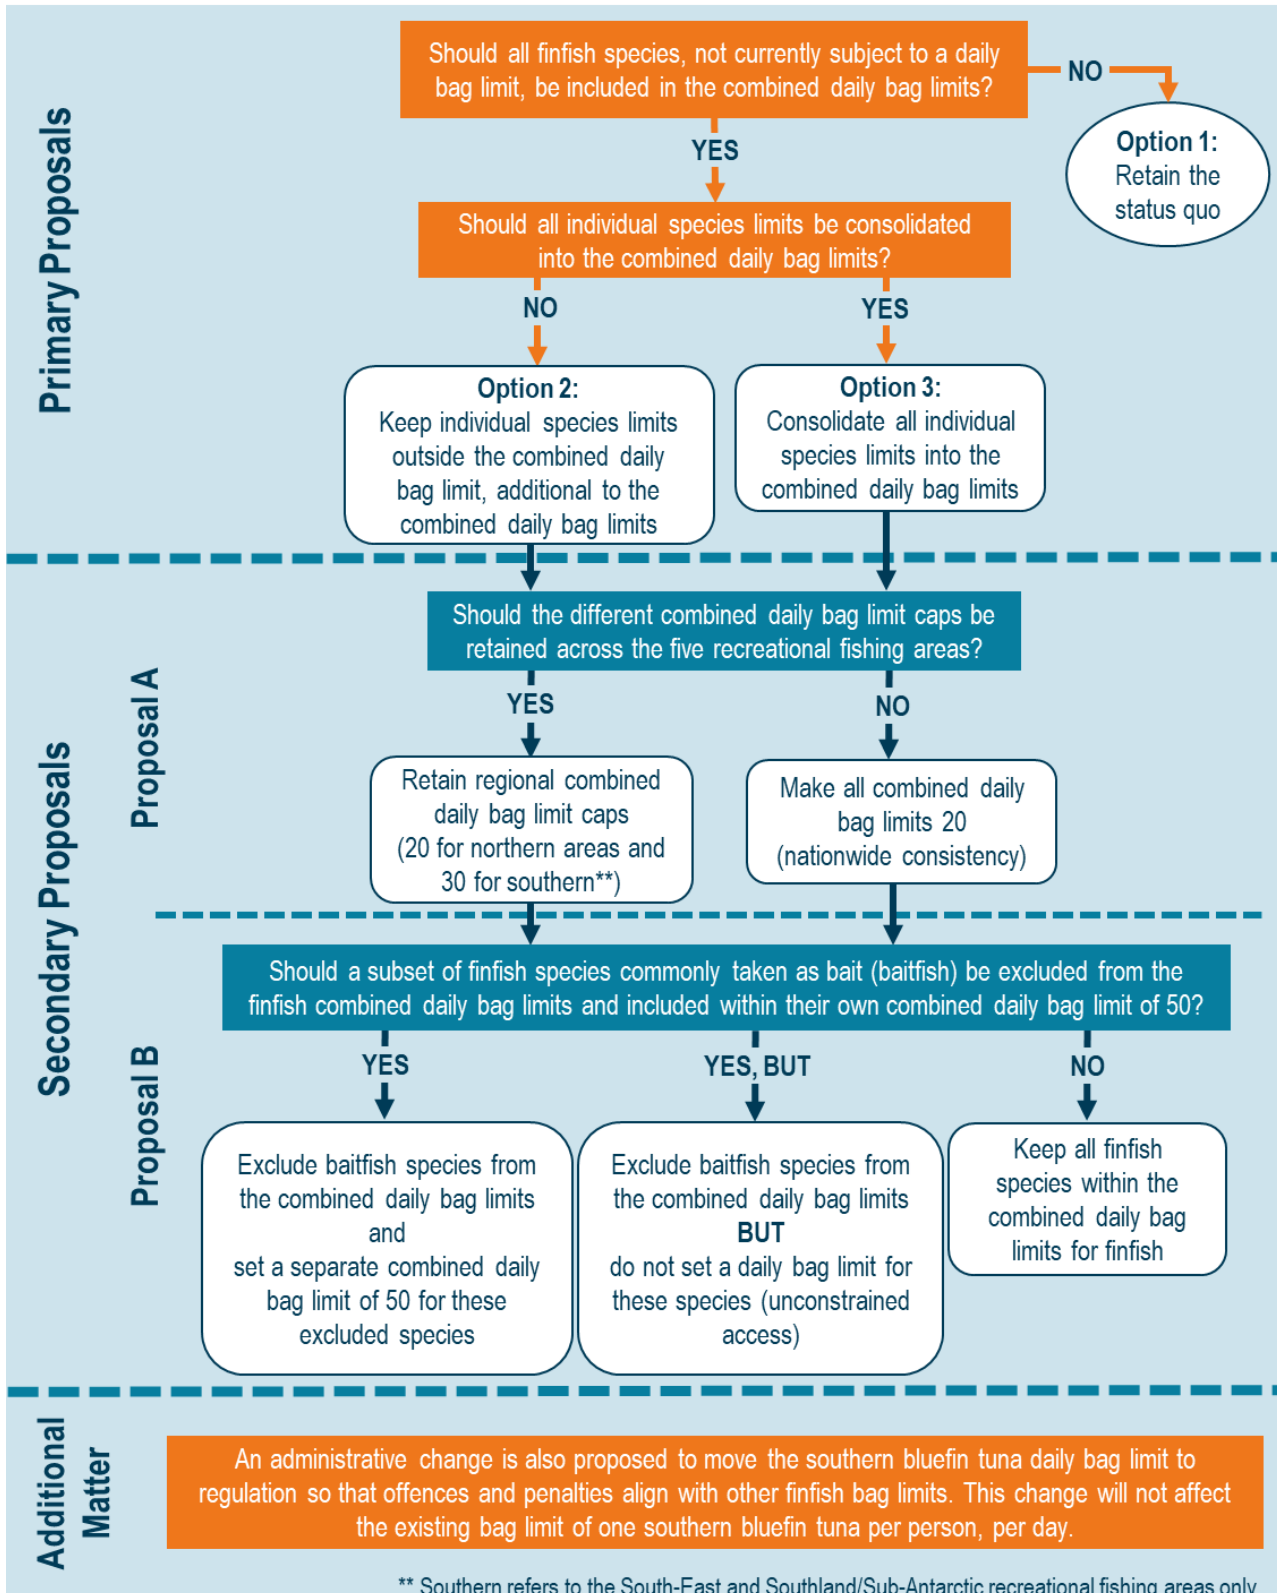 Primary Proposals
Should all finfish species, not currently subject to a daily
bag limit, be included in the combined daily bag limits?
NO
Option 1:
Retain the
status quo
YES
Should all individual species limits be consolidated
into the combined daily bag limits?
NO
YES
Option 2:
Keep individual species limits
outside the combined daily
bag limit, additional to the
combined daily bag limits
Option 3:
Consolidate all individual
species limits into the
combined daily bag limits
Secondary Proposals
Proposal A
Should the different combined daily bag limit caps be
retained across the five recreational fishing areas?
YES
NO
Retain regional combined
daily bag limit caps
(20 for northern areas and
30 for southern**)
Make all combined daily
bag limits 20
(nationwide consistency)
Proposal B
Should a subset of finfish species commonly taken as bait (baitfish) be excluded from the
finfish combined daily bag limits and included within their own combined daily bag limit of 50?
YES
YES, BUT
NO
Exclude baitfish species from
the combined daily bag limits
and
set a separate combined daily
bag limit of 50 for these
excluded species
Exclude baitfish species from
the combined daily bag limits
BUT
do not set a daily bag limit for
these species (unconstrained
access)
Keep all finfish
species within the
combined daily bag
limits for finfish
Additional
Matter
An administrative change is also proposed to move the southern bluefin tuna daily bag limit to
regulation so that offences and penalties align with other finfish bag limits. This change will not affect
the existing bag limit of one southern bluefin tuna per person, per day.
** Southern refers to the South-East and Southland/Sub-Antarctic recreational fishing areas only